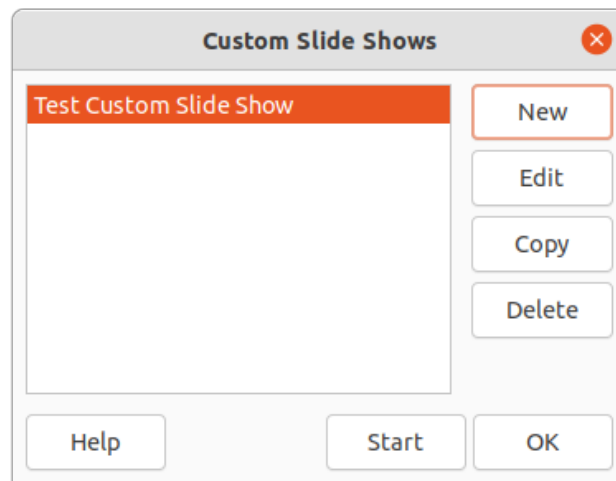 Custom Slide Shows
Test Custom Slide Show
New
Edit
Copy
Delete
Help
Start
OK